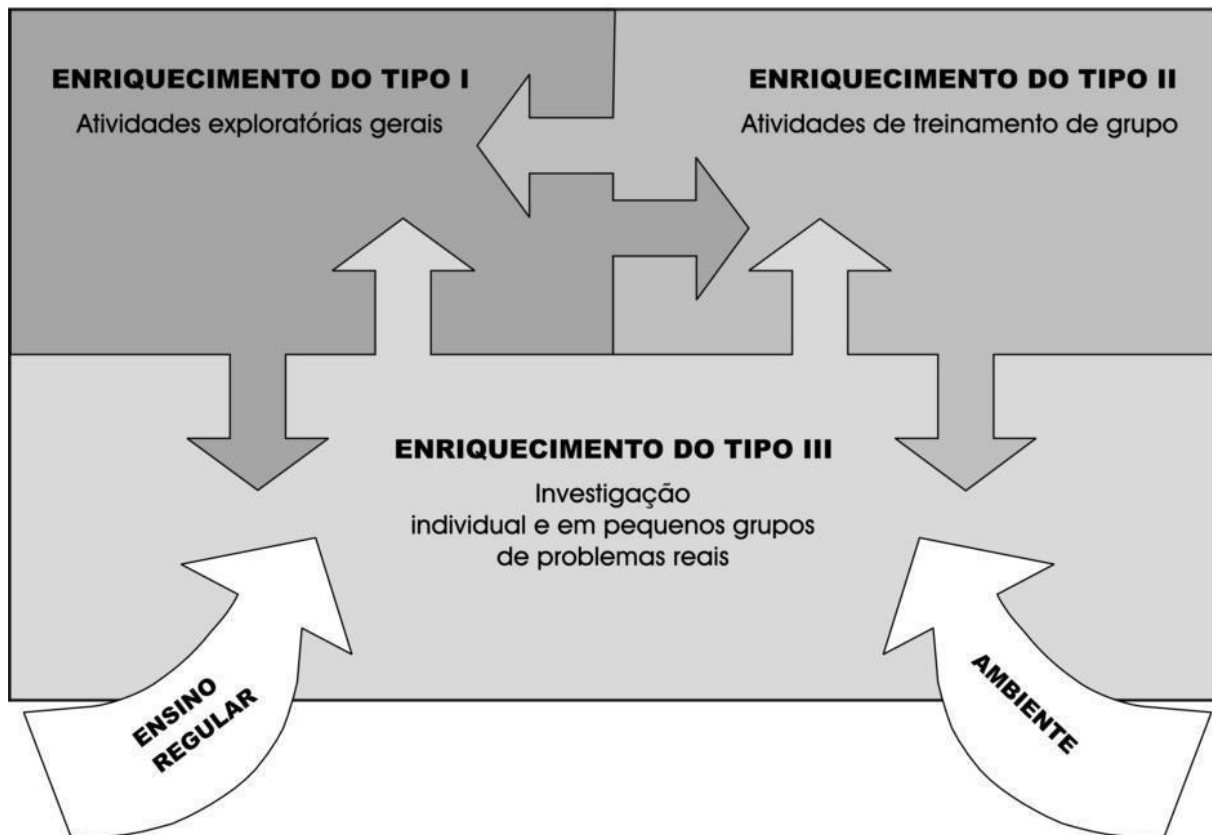 ENRIQUECIMENTO DO TIPO I
Atividades exploratórias gerais
ENRIQUECIMENTO DO TIPO II
Atividades de treinamento de grupo
ENRIQUECIMENTO DO TIPO III
Investigação
individual e em pequenos grupos
de problemas reais
ENSINO
REGULAR
AMBIENTE